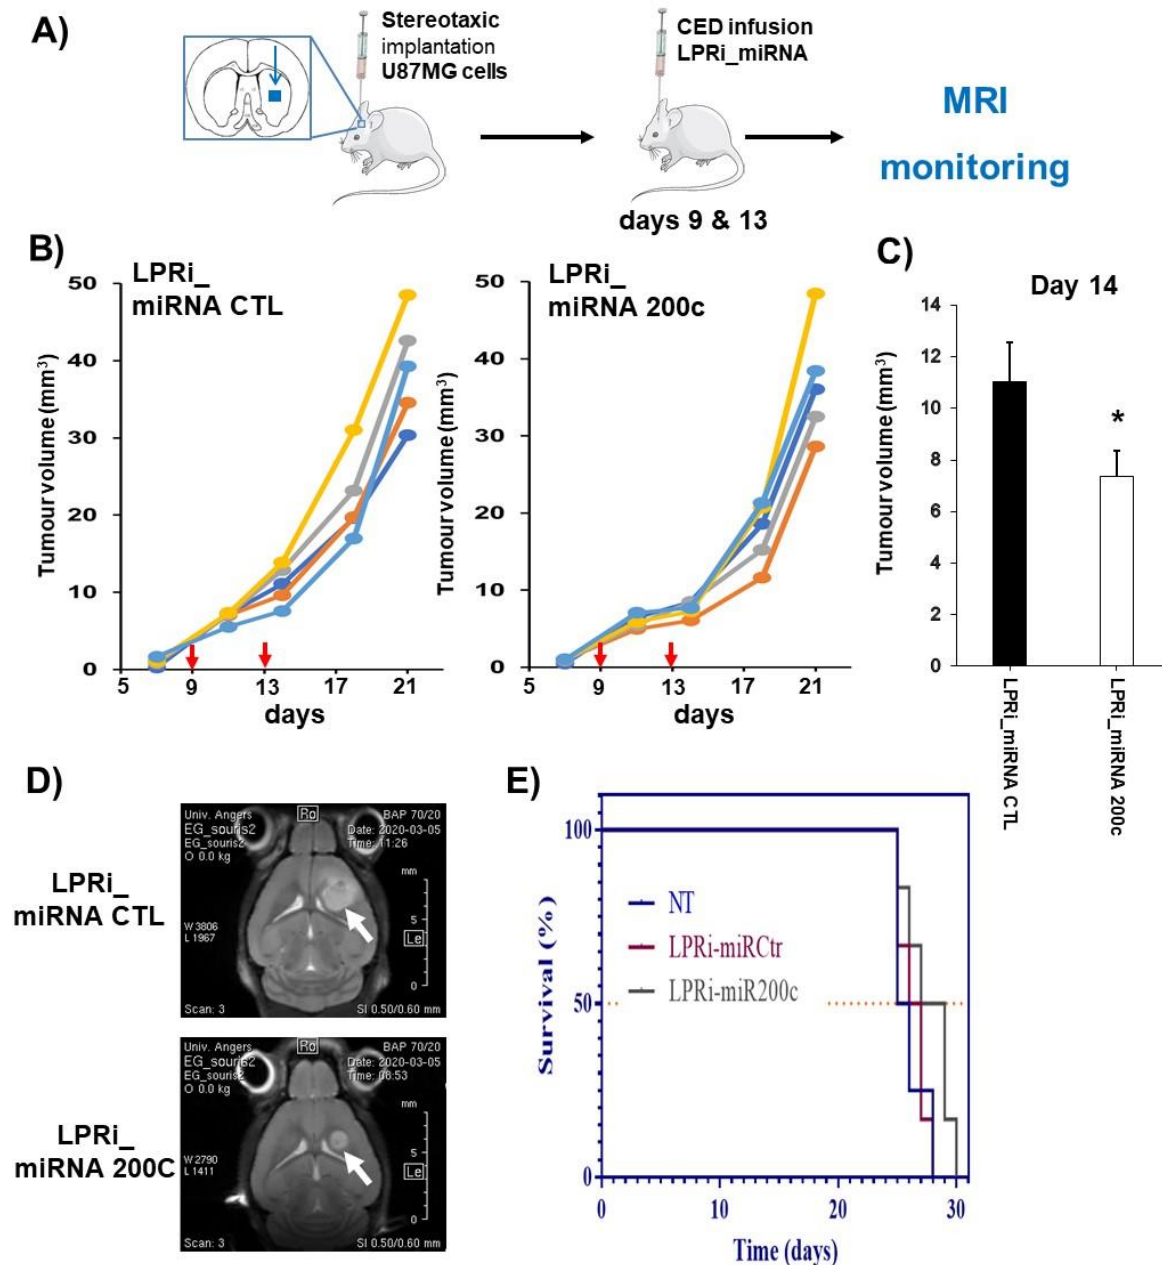 A)
Stereotaxic
implantation
U87MG cells
CED infusion
LPRi_miRNA
MRI
monitoring
days 9 & 13
B)
LPRi_
miRNA CTL
Tumour volume (mm³)
50
40
30
20
10
0
5
9
13
17
21
days
LPRi_
miRNA 200c
Tumour volume (mm³)
50
40
30
20
10
0
5
9
13
17
21
days
C)
Day 14
Tumour volume (mm³)
14
12
10
8
6
4
2
0
*
LPRi_miRNA CTL
LPRi_miRNA 200c
D)
LPRi_
miRNA CTL
Univ. Angers
EG_souris2
EG_souris2
O 0.0 kg
Ro
BAP 70/20
Date: 2020-03-05
Time: 11:26
mm
5
0
Le
W 3806
L 1967
Scan: 3
SI 0.50/0.60 mm
LPRi_
miRNA 200C
Univ. Angers
EG_souris2
EG_souris2
O 0.0 kg
Ro
BAP 70/20
Date: 2020-03-05
Time: 08:53
mm
5
0
Le
W 2790
L 1411
Scan: 3
SI 0.50/0.60 mm
E)
Survival (%)
100
50
0
NT
LPRi-miRCtr
LPRi-miR200c
0
10
20
30
Time (days)